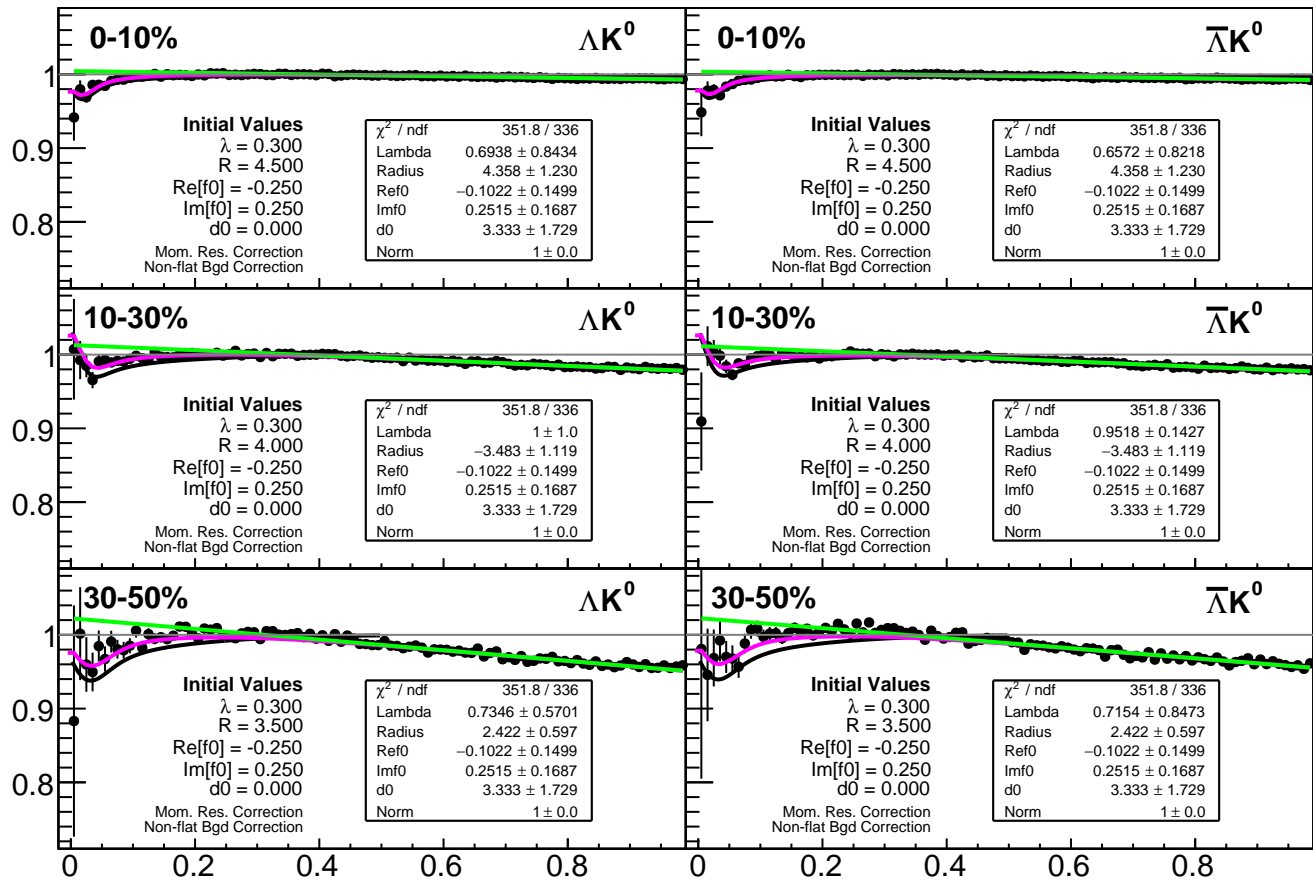 0-10%
ΛK⁰
1
0.9
0.8
Initial Values
λ = 0.300
R = 4.500
Re[f0] = -0.250
Im[f0] = 0.250
d0 = 0.000
Mom. Res. Correction
Non-flat Bgd Correction
χ² / ndf 351.8 / 336
Lambda 0.6938 ± 0.8434
Radius 4.358 ± 1.230
Ref0 −0.1022 ± 0.1499
Imf0 0.2515 ± 0.1687
d0 3.333 ± 1.729
Norm 1 ± 0.0
0-10%
Λ̅K⁰
Initial Values
λ = 0.300
R = 4.500
Re[f0] = -0.250
Im[f0] = 0.250
d0 = 0.000
Mom. Res. Correction
Non-flat Bgd Correction
χ² / ndf 351.8 / 336
Lambda 0.6572 ± 0.8218
Radius 4.358 ± 1.230
Ref0 −0.1022 ± 0.1499
Imf0 0.2515 ± 0.1687
d0 3.333 ± 1.729
Norm 1 ± 0.0
10-30%
ΛK⁰
1
0.9
0.8
Initial Values
λ = 0.300
R = 4.000
Re[f0] = -0.250
Im[f0] = 0.250
d0 = 0.000
Mom. Res. Correction
Non-flat Bgd Correction
χ² / ndf 351.8 / 336
Lambda 1 ± 1.0
Radius −3.483 ± 1.119
Ref0 −0.1022 ± 0.1499
Imf0 0.2515 ± 0.1687
d0 3.333 ± 1.729
Norm 1 ± 0.0
10-30%
Λ̅K⁰
Initial Values
λ = 0.300
R = 4.000
Re[f0] = -0.250
Im[f0] = 0.250
d0 = 0.000
Mom. Res. Correction
Non-flat Bgd Correction
χ² / ndf 351.8 / 336
Lambda 0.9518 ± 0.1427
Radius −3.483 ± 1.119
Ref0 −0.1022 ± 0.1499
Imf0 0.2515 ± 0.1687
d0 3.333 ± 1.729
Norm 1 ± 0.0
30-50%
ΛK⁰
1
0.9
0.8
Initial Values
λ = 0.300
R = 3.500
Re[f0] = -0.250
Im[f0] = 0.250
d0 = 0.000
Mom. Res. Correction
Non-flat Bgd Correction
χ² / ndf 351.8 / 336
Lambda 0.7346 ± 0.5701
Radius 2.422 ± 0.597
Ref0 −0.1022 ± 0.1499
Imf0 0.2515 ± 0.1687
d0 3.333 ± 1.729
Norm 1 ± 0.0
30-50%
Λ̅K⁰
Initial Values
λ = 0.300
R = 3.500
Re[f0] = -0.250
Im[f0] = 0.250
d0 = 0.000
Mom. Res. Correction
Non-flat Bgd Correction
χ² / ndf 351.8 / 336
Lambda 0.7154 ± 0.8473
Radius 2.422 ± 0.597
Ref0 −0.1022 ± 0.1499
Imf0 0.2515 ± 0.1687
d0 3.333 ± 1.729
Norm 1 ± 0.0
0 0.2 0.4 0.6 0.8
0 0.2 0.4 0.6 0.8